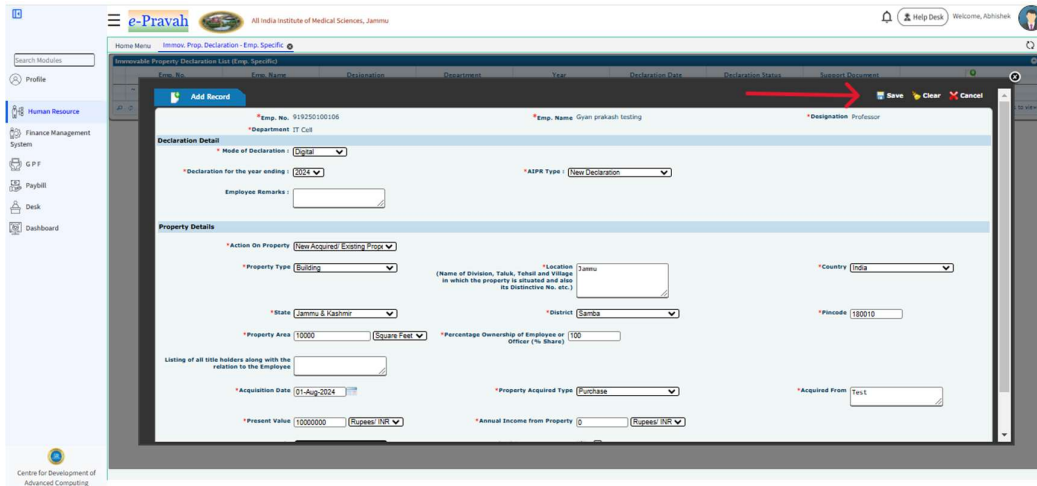 e-Pravah
All India Institute of Medical Sciences, Jammu
Help Desk
Welcome, Abhishek
Home Menu
Immov. Prop. Declaration - Emp. Specific
Search Modules
Profile
Human Resource
Finance Management
System
G P F
Paybill
Desk
Dashboard
Centre for Development of
Advanced Computing
Immovable Property Declaration List (Emp. Specific)
Emp. No. Emp. Name Designation Department Year Declaration Date Declaration Status Support Document
Add Record
Save Clear Cancel
*Emp. No. 919250100106 *Emp. Name Gyan prakash testing *Designation Professor
*Department IT Cell
Declaration Detail
* Mode of Declaration : Digital
*Declaration for the year ending : 2024 *AIPR Type : New Declaration
Employee Remarks :
Property Details
*Action On Property New Acquired/ Existing Prope
*Property Type Building *Location Jammu *Country India
(Name of Division, Taluk, Tehsil and Village
in which the property is situated and also
its Distinctive No. etc.)
*State Jammu & Kashmir *District Samba *Pincode 180010
*Property Area 10000 Square Feet *Percentage Ownership of Employee or 100
Officer (% Share)
Listing of all title holders along with the
relation to the Employee
*Acquisition Date 01-Aug-2024 *Property Acquired Type Purchase *Acquired From Test
*Present Value 10000000 Rupees/ INR *Annual Income from Property 0 Rupees/ INR